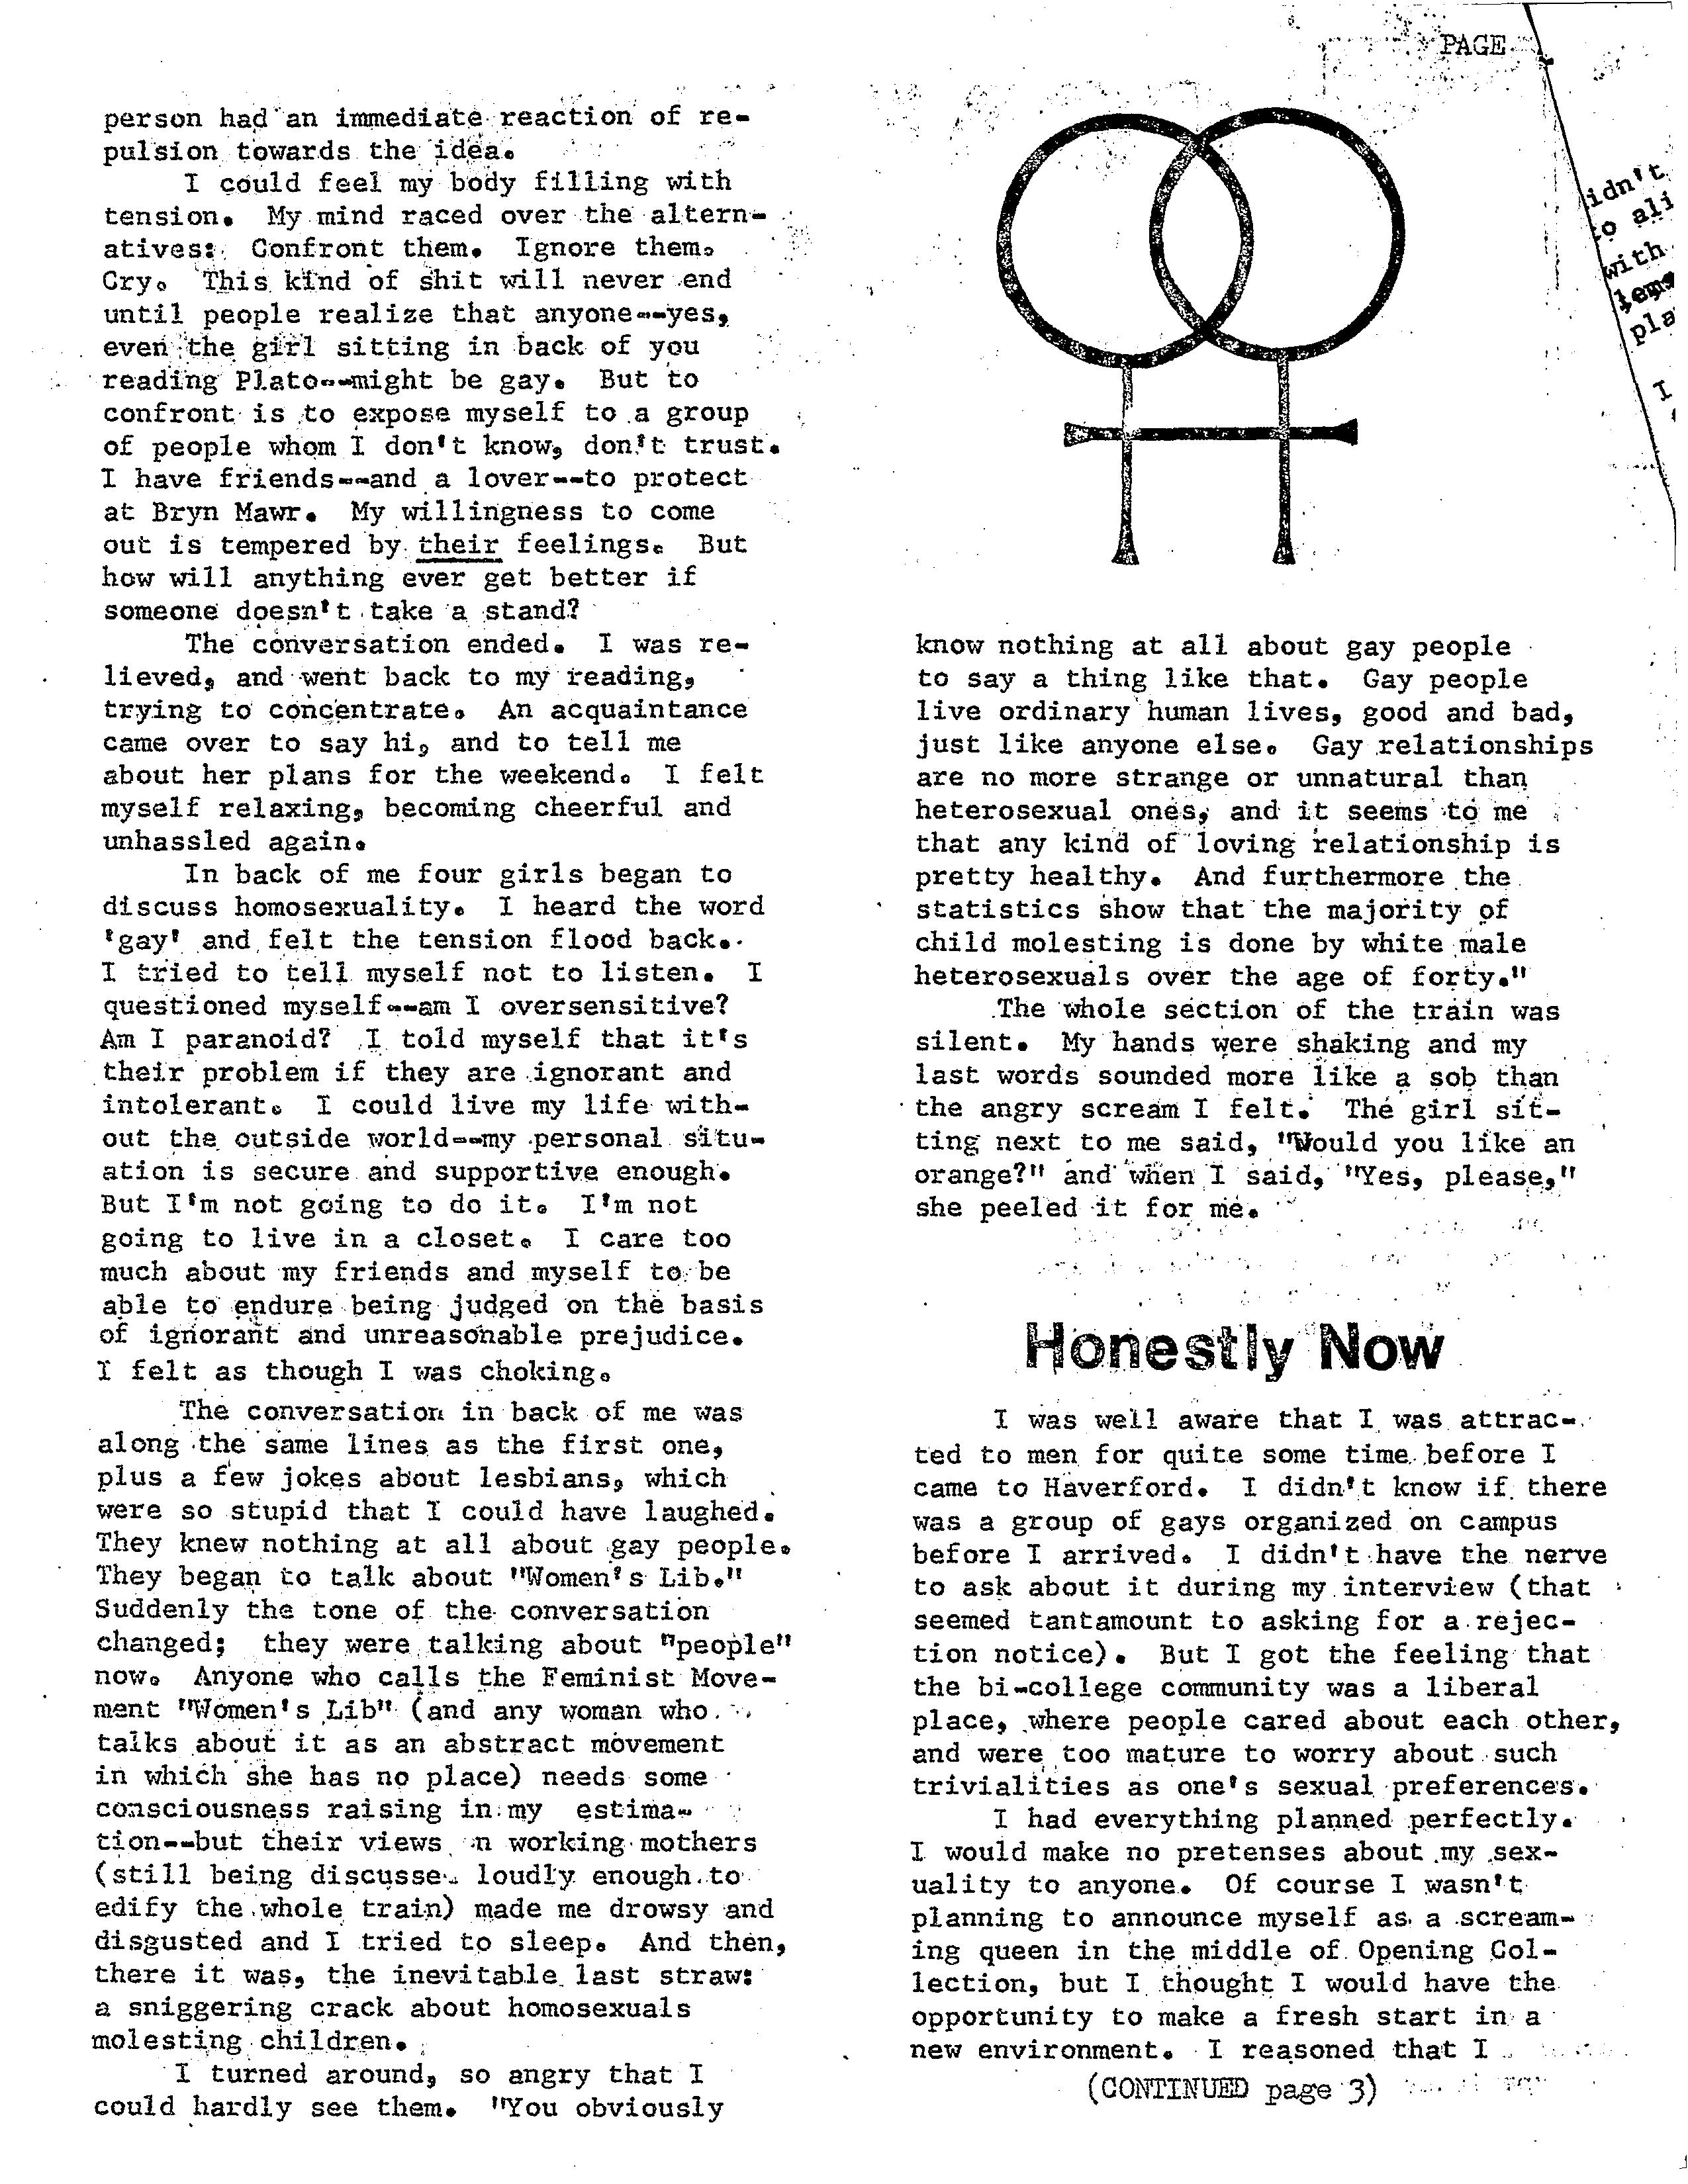 PAGE
person had an immediate reaction of re-
pulsion towards the idea.
I could feel my body filling with
tension. My mind raced over the altern-
atives: Confront them. Ignore them.
Cry. This kind of shit will never end
until people realize that anyone--yes,
even the girl sitting in back of you
reading Plato--might be gay. But to
confront is to expose myself to a group
of people whom I don't know, don't trust.
I have friends--and a lover--to protect
at Bryn Mawr. My willingness to come
out is tempered by their feelings. But
how will anything ever get better if
someone doesn't take a stand?
The conversation ended. I was re-
lieved, and went back to my reading,
trying to concentrate. An acquaintance
came over to say hi, and to tell me
about her plans for the weekend. I felt
myself relaxing, becoming cheerful and
unhassled again.
In back of me four girls began to
discuss homosexuality. I heard the word
'gay' and felt the tension flood back.
I tried to tell myself not to listen. I
questioned myself--am I oversensitive?
Am I paranoid? I told myself that it's
their problem if they are ignorant and
intolerant. I could live my life with-
out the outside world--my personal situ-
ation is secure and supportive enough.
But I'm not going to do it. I'm not
going to live in a closet. I care too
much about my friends and myself to be
able to endure being judged on the basis
of ignorant and unreasonable prejudice.
I felt as though I was choking.
The conversation in back of me was
along the same lines as the first one,
plus a few jokes about lesbians, which
were so stupid that I could have laughed.
They knew nothing at all about gay people.
They began to talk about "Women's Lib."
Suddenly the tone of the conversation
changed; they were talking about "people"
now. Anyone who calls the Feminist Move-
ment "Women's Lib" (and any woman who
talks about it as an abstract movement
in which she has no place) needs some
consciousness raising in my estima-
tion--but their views n working mothers
(still being discusse loudly enough to
edify the whole train) made me drowsy and
disgusted and I tried to sleep. And then,
there it was, the inevitable last straw:
a sniggering crack about homosexuals
molesting children.
I turned around, so angry that I
could hardly see them. "You obviously
know nothing at all about gay people
to say a thing like that. Gay people
live ordinary human lives, good and bad,
just like anyone else. Gay relationships
are no more strange or unnatural than
heterosexual ones, and it seems to me
that any kind of loving relationship is
pretty healthy. And furthermore the
statistics show that the majority of
child molesting is done by white male
heterosexuals over the age of forty."
The whole section of the train was
silent. My hands were shaking and my
last words sounded more like a sob than
the angry scream I felt. The girl sit-
ting next to me said, "Would you like an
orange?" and when I said, "Yes, please,"
she peeled it for me.
Honestly Now
I was well aware that I was attrac-
ted to men for quite some time before I
came to Haverford. I didn't know if there
was a group of gays organized on campus
before I arrived. I didn't have the nerve
to ask about it during my interview (that
seemed tantamount to asking for a rejec-
tion notice). But I got the feeling that
the bi-college community was a liberal
place, where people cared about each other,
and were too mature to worry about such
trivialities as one's sexual preferences.
I had everything planned perfectly.
I would make no pretenses about my sex-
uality to anyone. Of course I wasn't
planning to announce myself as a scream-
ing queen in the middle of Opening Col-
lection, but I thought I would have the
opportunity to make a fresh start in a
new environment. I reasoned that I
(CONTINUED page 3)
idn't
to ali
with
lems
pla
I